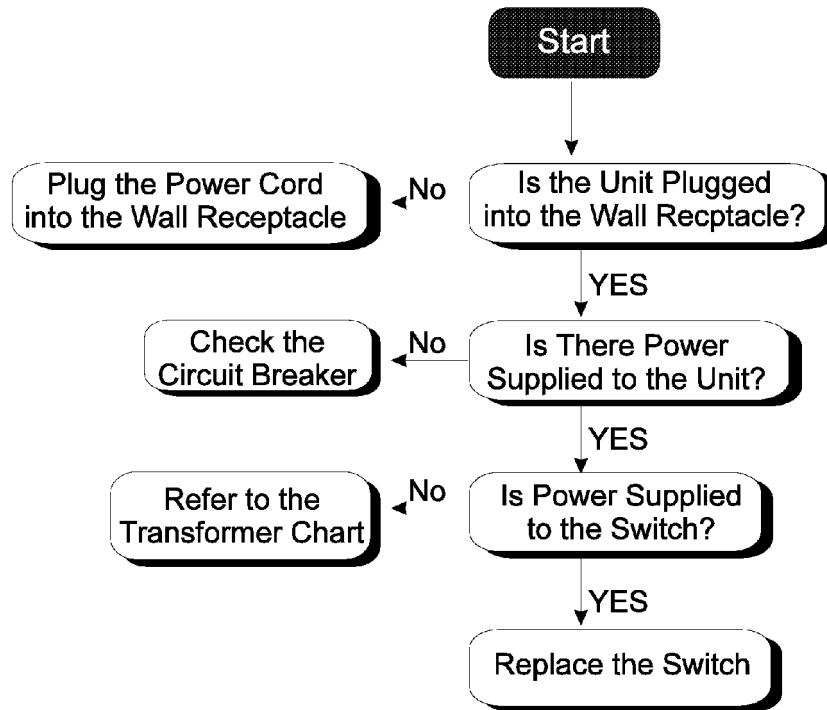 Start
Is the Unit Plugged
into the Wall Recptacle?
No
Plug the Power Cord
into the Wall Receptacle
YES
Is There Power
Supplied to the Unit?
No
Check the
Circuit Breaker
YES
Is Power Supplied
to the Switch?
No
Refer to the
Transformer Chart
YES
Replace the Switch